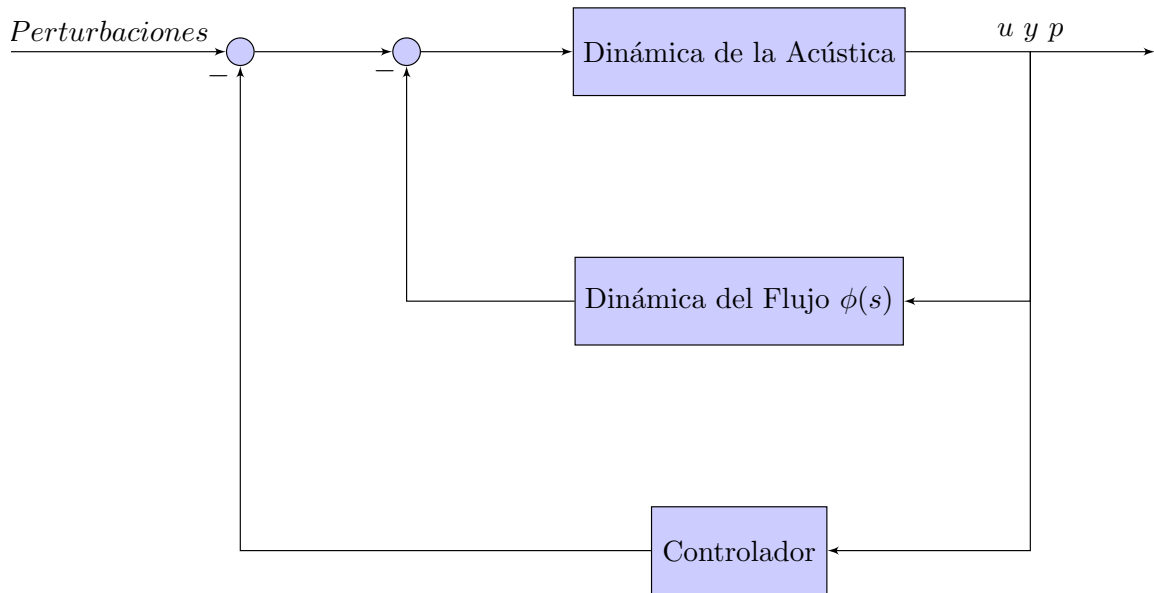 Perturbaciones
u y p
Dinámica de la Acústica
−
−
Dinámica del Flujo ϕ(s)
Controlador